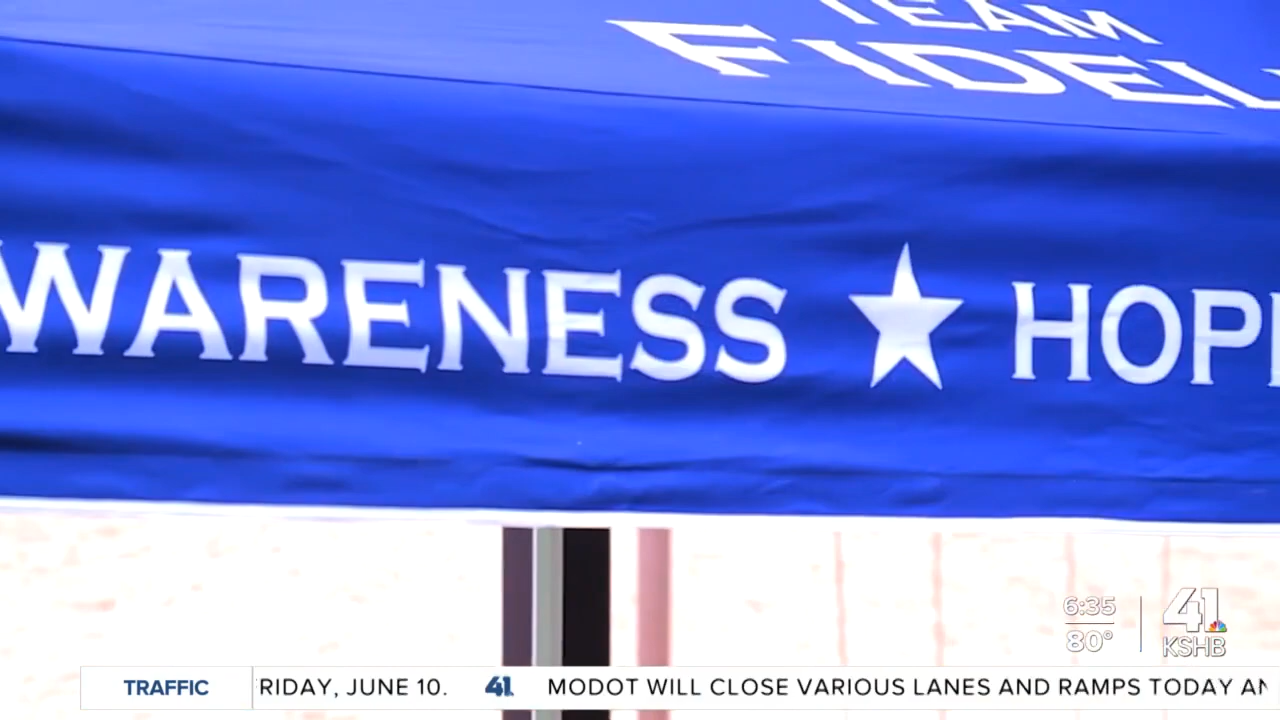 TEAM
FIDEL
WARENESS ★ HOP
6:35
80°
41
KSHB
TRAFFIC RIDAY, JUNE 10. 41 MODOT WILL CLOSE VARIOUS LANES AND RAMPS TODAY AN